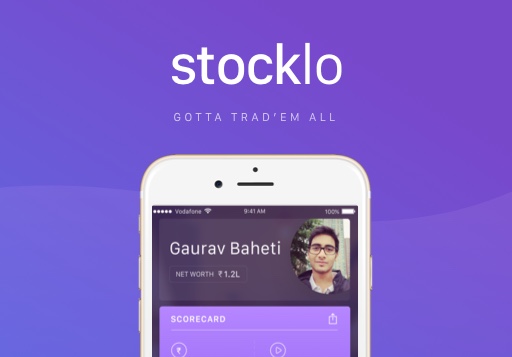 stocklo
GOTTA TRAD'EM ALL
Vodafone 9:41 AM 100%
Gaurav Baheti
NET WORTH ₹1.2L
SCORECARD
₹